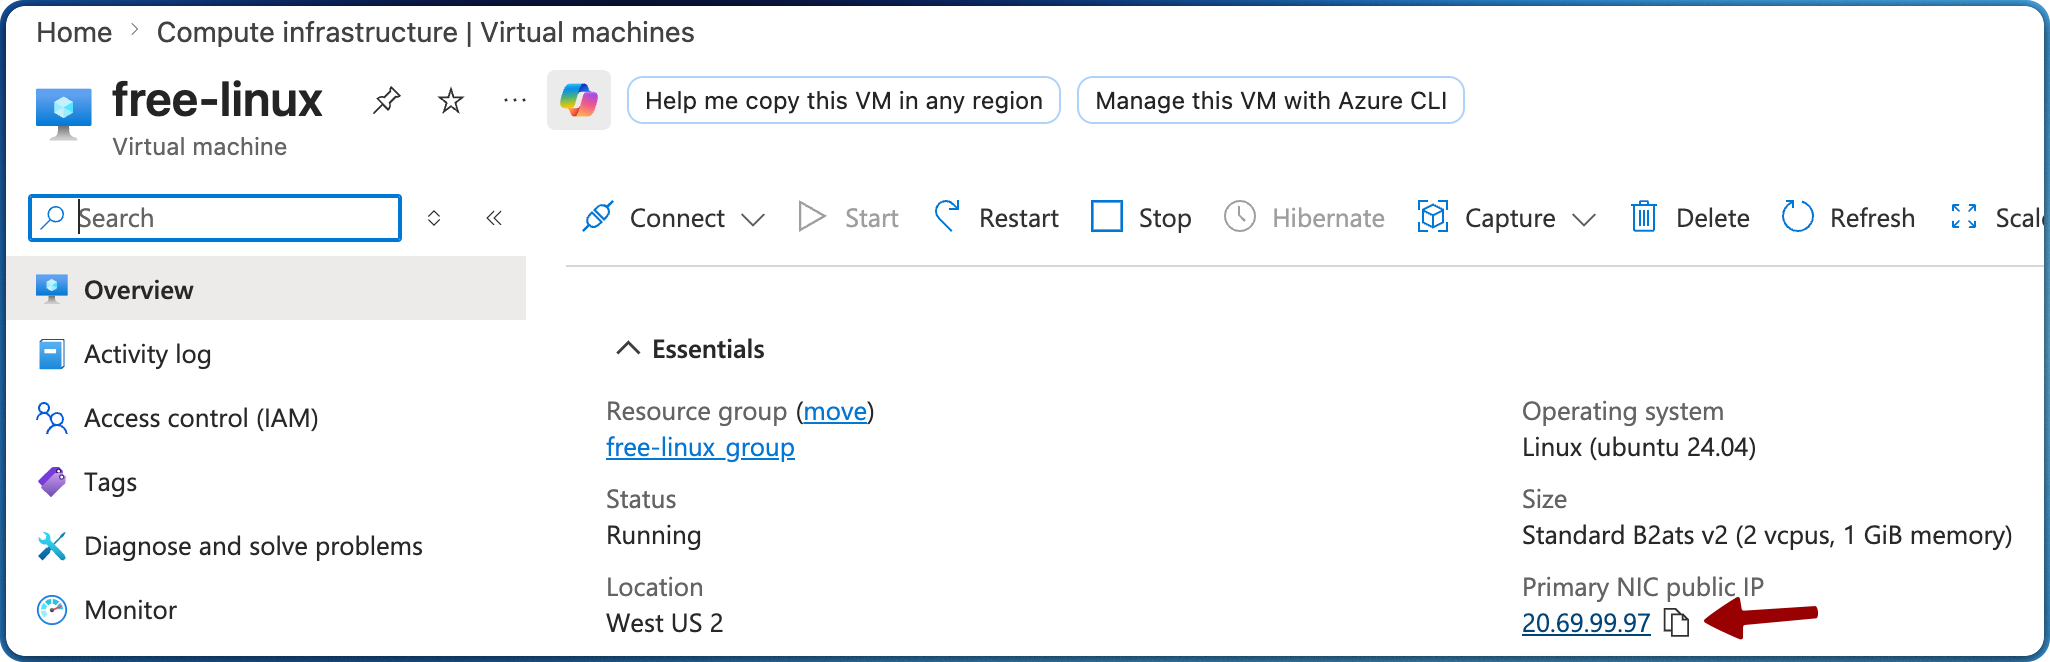 Home > Compute infrastructure | Virtual machines
free-linux
Virtual machine
Help me copy this VM in any region
Manage this VM with Azure CLI
Search
Connect Start Restart Stop Hibernate Capture Delete Refresh Scal
Overview
Activity log
Access control (IAM)
Tags
Diagnose and solve problems
Monitor
Essentials
Resource group (move)
free-linux_group
Status
Running
Location
West US 2
Operating system
Linux (ubuntu 24.04)
Size
Standard B2ats v2 (2 vcpus, 1 GiB memory)
Primary NIC public IP
20.69.99.97